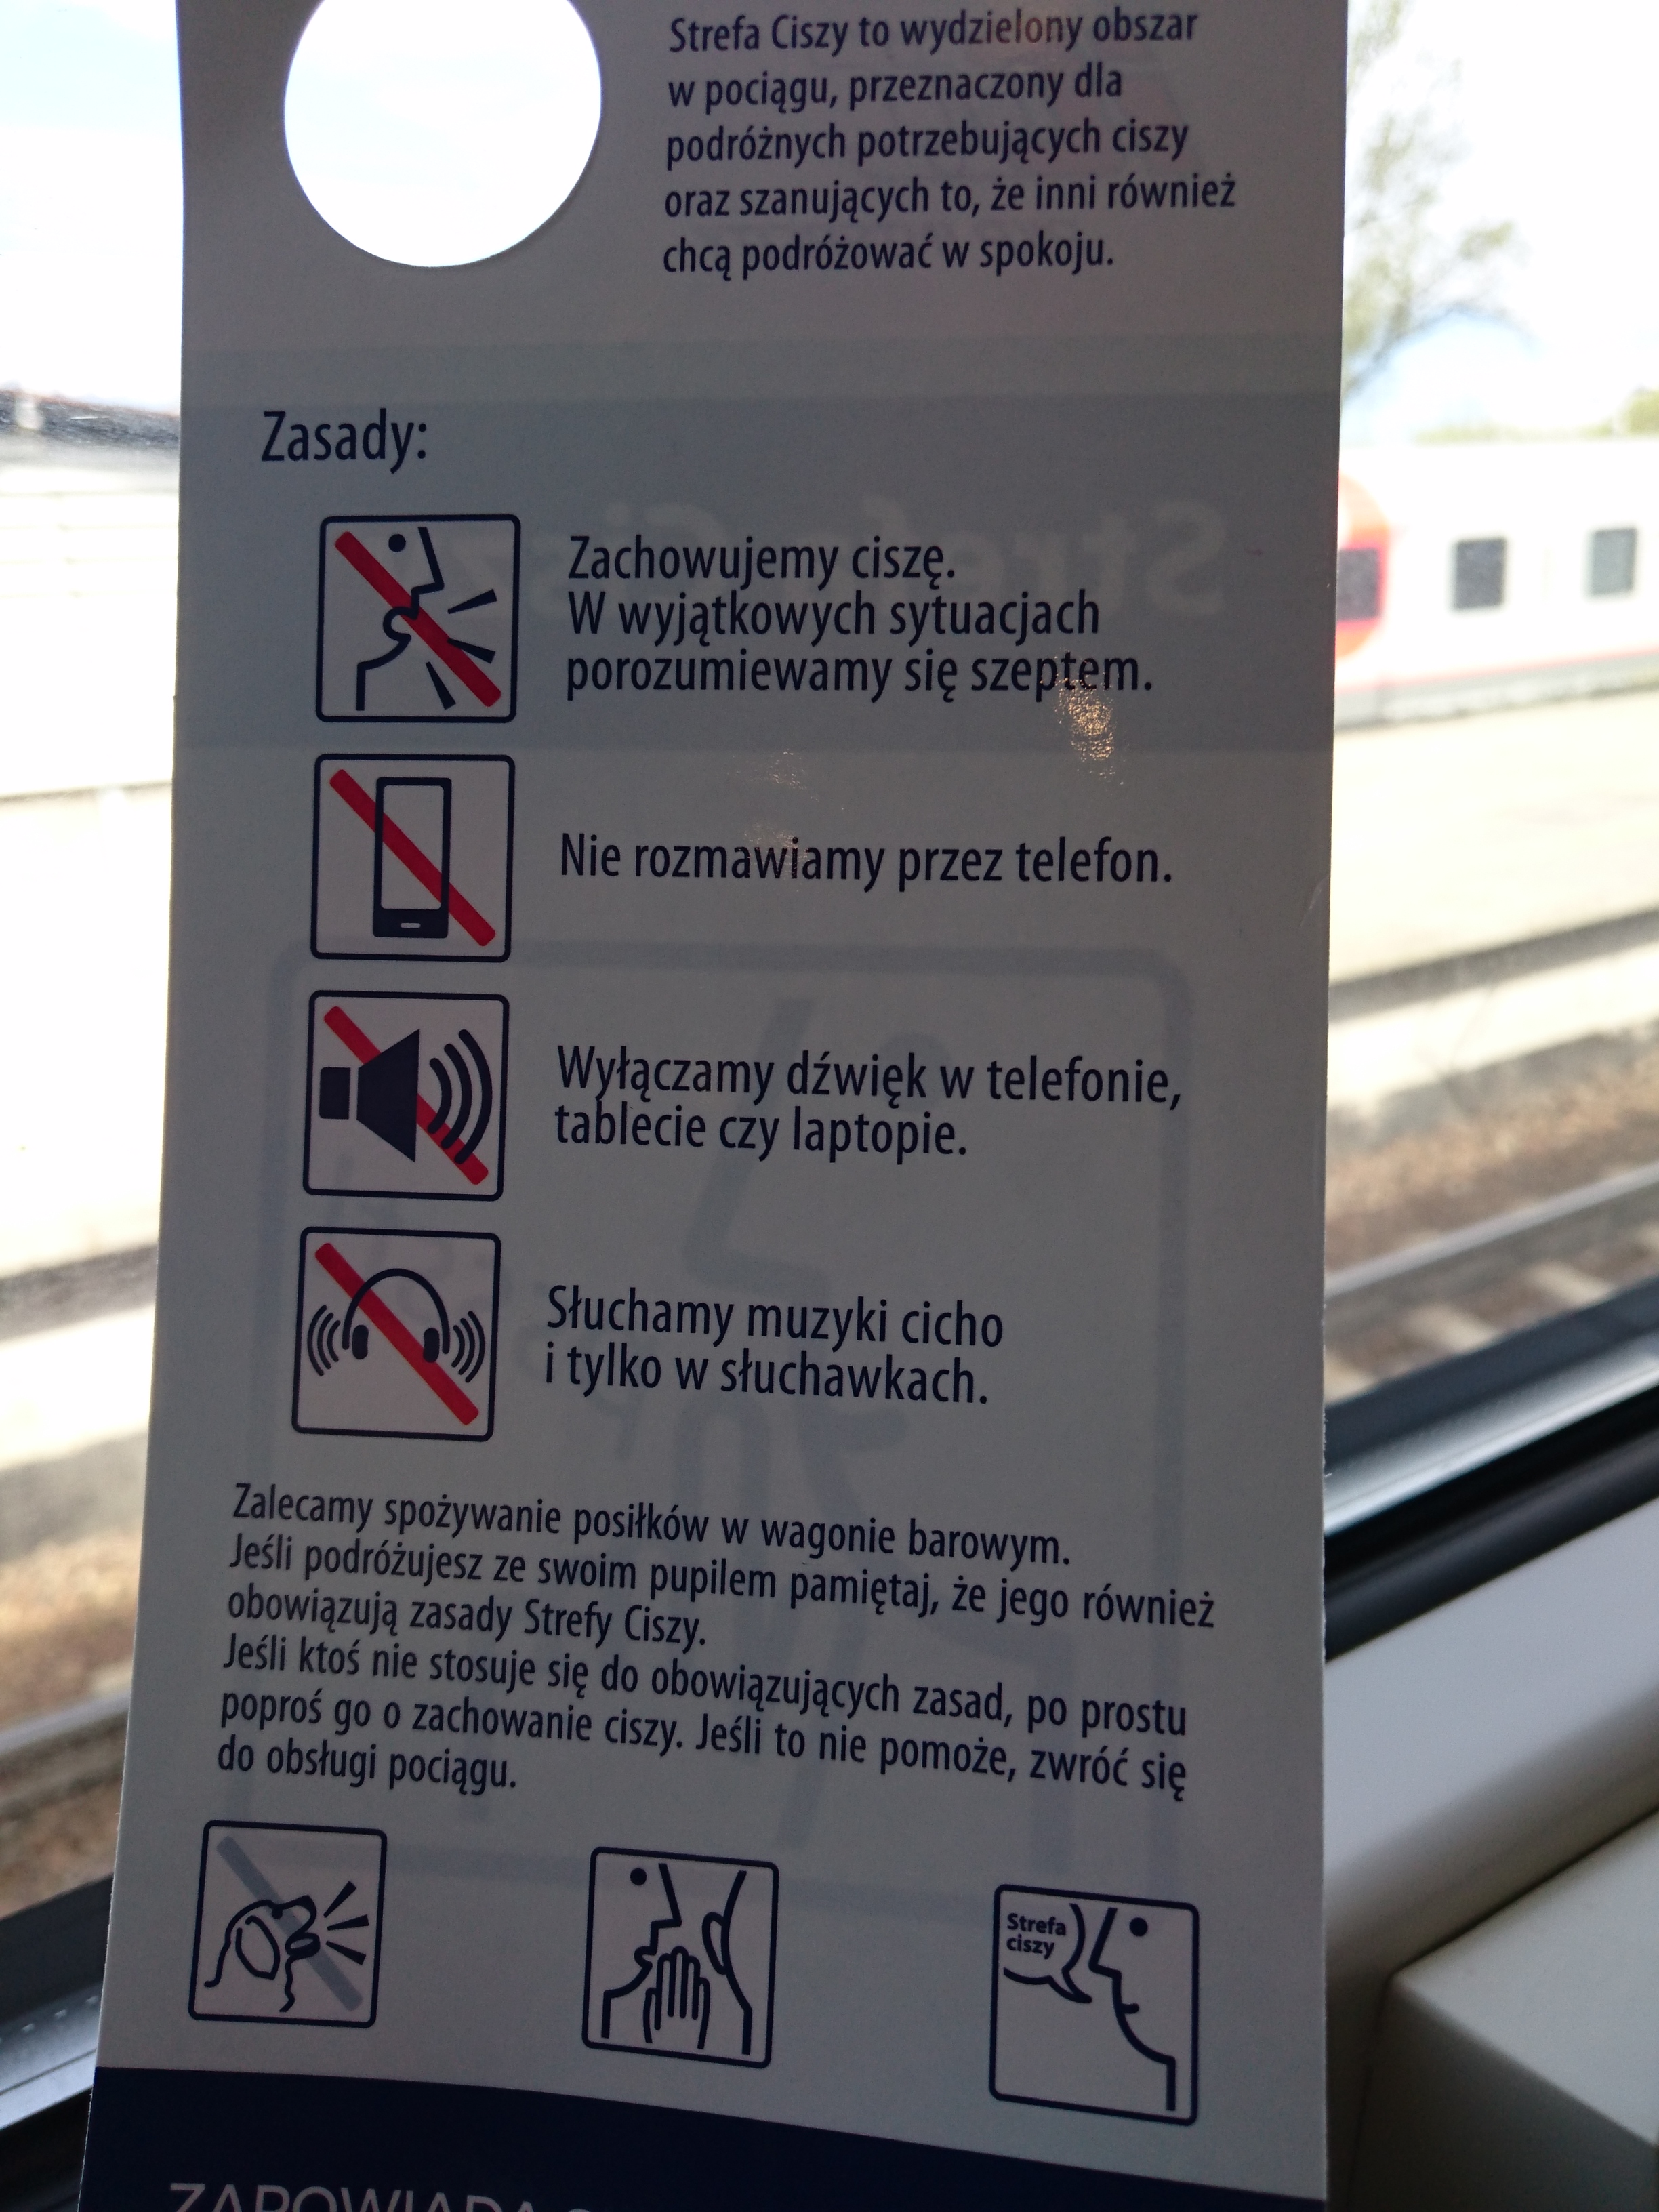 Strefa Ciszy to wydzielony obszar
w pociągu, przeznaczony dla
podróżnych potrzebujących ciszy
oraz szanujących to, że inni również
chcą podróżować w spokoju.
Zasady:
Zachowujemy ciszę.
W wyjątkowych sytuacjach
porozumiewamy się szeptem.
Nie rozmawiamy przez telefon.
Wyłączamy dźwięk w telefonie,
tablecie czy laptopie.
Słuchamy muzyki cicho
i tylko w słuchawkach.
Zalecamy spożywanie posiłków w wagonie barowym.
Jeśli podróżujesz ze swoim pupilem pamiętaj, że jego również
obowiązują zasady Strefy Ciszy.
Jeśli ktoś nie stosuje się do obowiązujących zasad, po prostu
poproś go o zachowanie ciszy. Jeśli to nie pomoże, zwróć się
do obsługi pociągu.
Strefa
ciszy